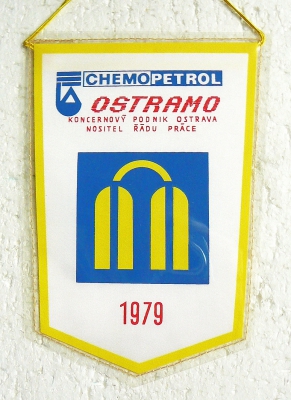 CHEMOPETROL
OSTRAMO
KONCERNOVÝ PODNIK OSTRAVA
NOSITEL ŘÁDU PRÁCE
1979